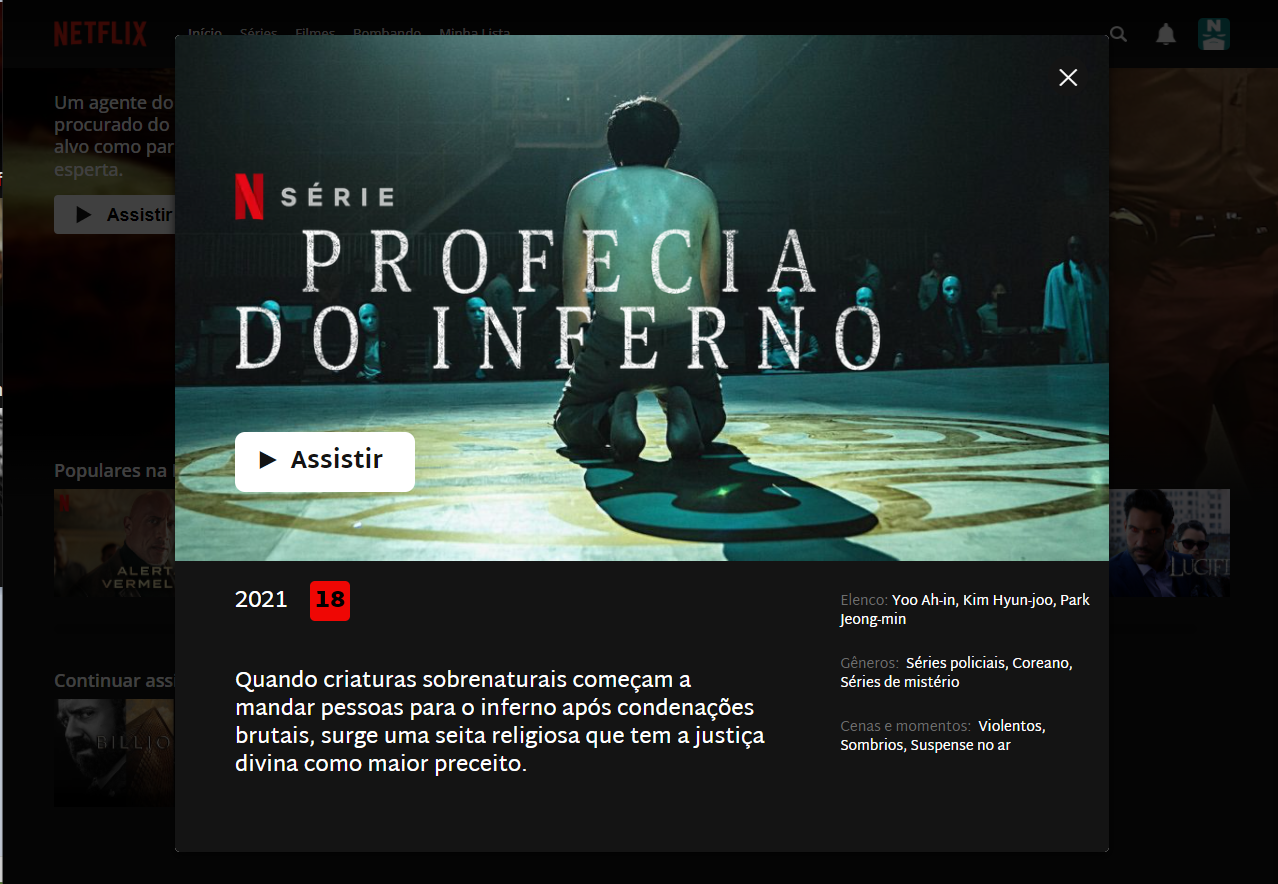 NETFLIX
Início Séries Filmes Bombando Minha Lista
N
Um agente do
procurado do
alvo como par
esperta.
Assistir
N SÉRIE
PROFECIA
DO INFERNO
Assistir
Populares na
N
ALERT
VERMEL
LUCIF
2021 18
Elenco: Yoo Ah-in, Kim Hyun-joo, Park
Jeong-min
Gêneros: Séries policiais, Coreano,
Séries de mistério
Cenas e momentos: Violentos,
Sombrios, Suspense no ar
Quando criaturas sobrenaturais começam a
mandar pessoas para o inferno após condenações
brutais, surge uma seita religiosa que tem a justiça
divina como maior preceito.
Continuar assi
BILLIO